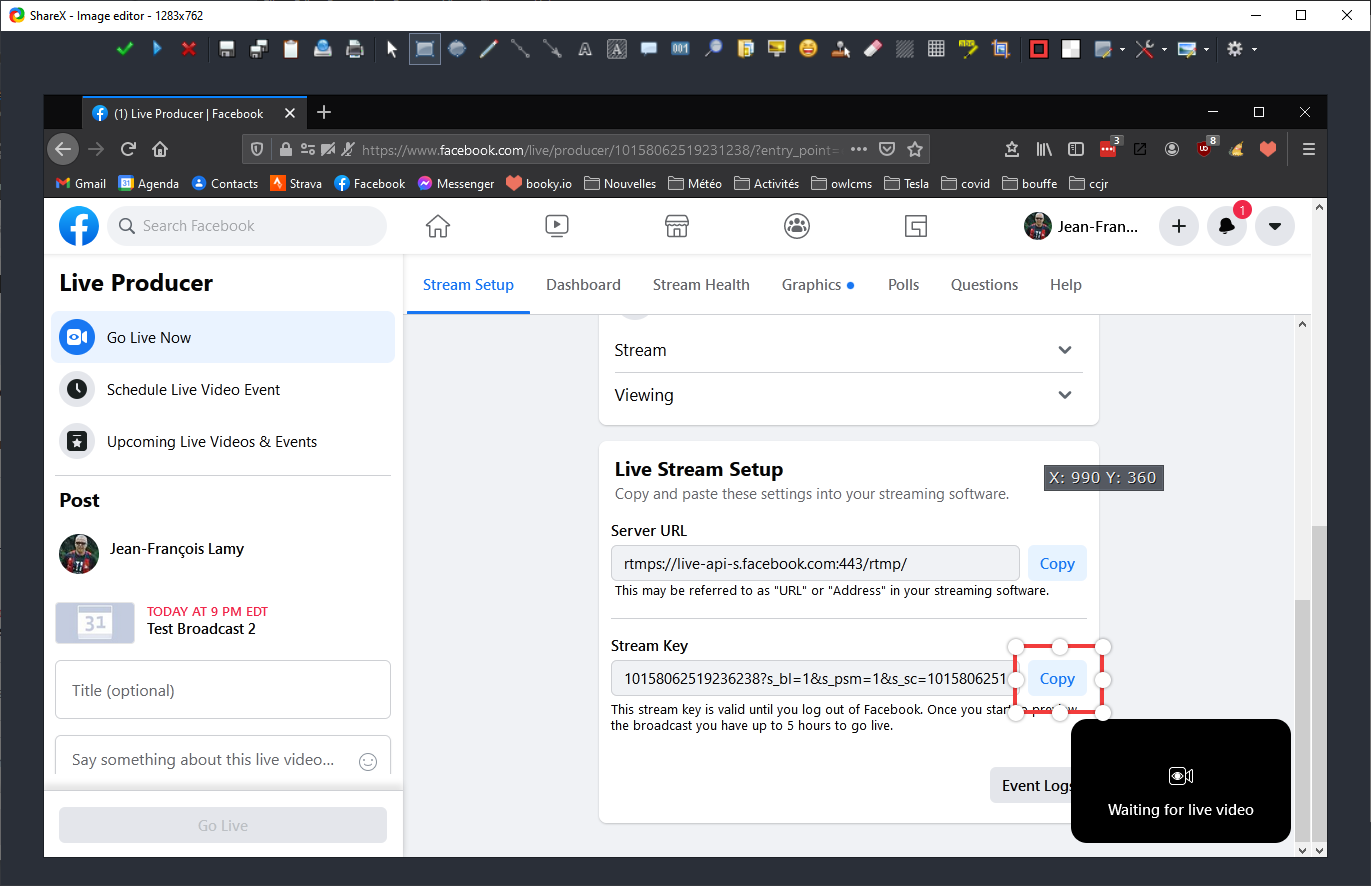 ShareX - Image editor - 1283x762
(1) Live Producer | Facebook
https://www.facebook.com/live/producer/10158062519231238/?entry_point=
3
8
Gmail
31 Agenda
Contacts
Strava
Facebook
Messenger
booky.io
Nouvelles
Météo
Activités
owlcms
Tesla
covid
bouffe
ccjr
Search Facebook
Jean-Fran...
1
Live Producer
Go Live Now
Schedule Live Video Event
Upcoming Live Videos & Events
Post
Jean-François Lamy
31
TODAY AT 9 PM EDT
Test Broadcast 2
Title (optional)
Say something about this live video...
Go Live
Stream Setup
Dashboard
Stream Health
Graphics
Polls
Questions
Help
Stream
Viewing
Live Stream Setup
Copy and paste these settings into your streaming software.
X: 990 Y: 360
Server URL
rtmps://live-api-s.facebook.com:443/rtmp/
Copy
This may be referred to as "URL" or "Address" in your streaming software.
Stream Key
10158062519236238?s_bl=1&s_psm=1&s_sc=1015806251
Copy
This stream key is valid until you log out of Facebook. Once you start to preview
the broadcast you have up to 5 hours to go live.
Event Logs
Waiting for live video